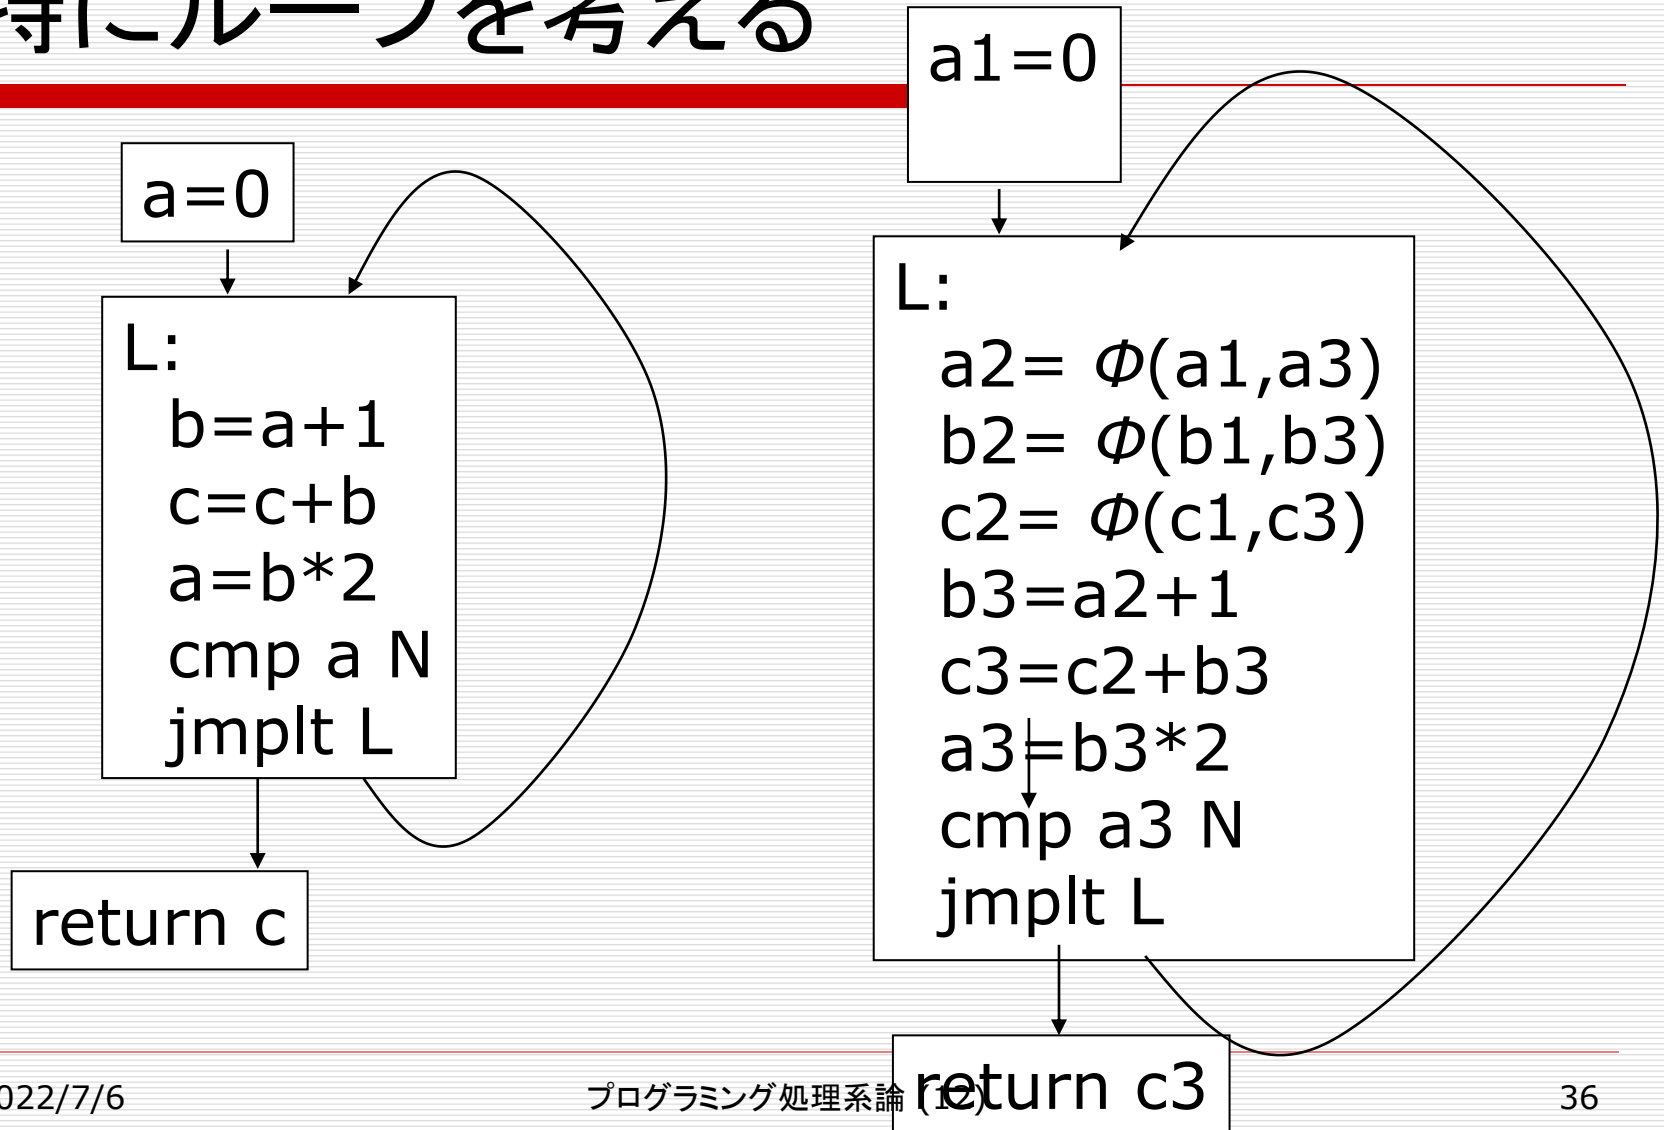 特にループを考える
a=0
L:
b=a+1
c=c+b
a=b*2
cmp a N
jmplt L
return c
a1=0
L:
a2= Φ(a1,a3)
b2= Φ(b1,b3)
c2= Φ(c1,c3)
b3=a2+1
c3=c2+b3
a3=b3*2
cmp a3 N
jmplt L
return c3
022/7/6
プログラミング処理系論 (12)
36